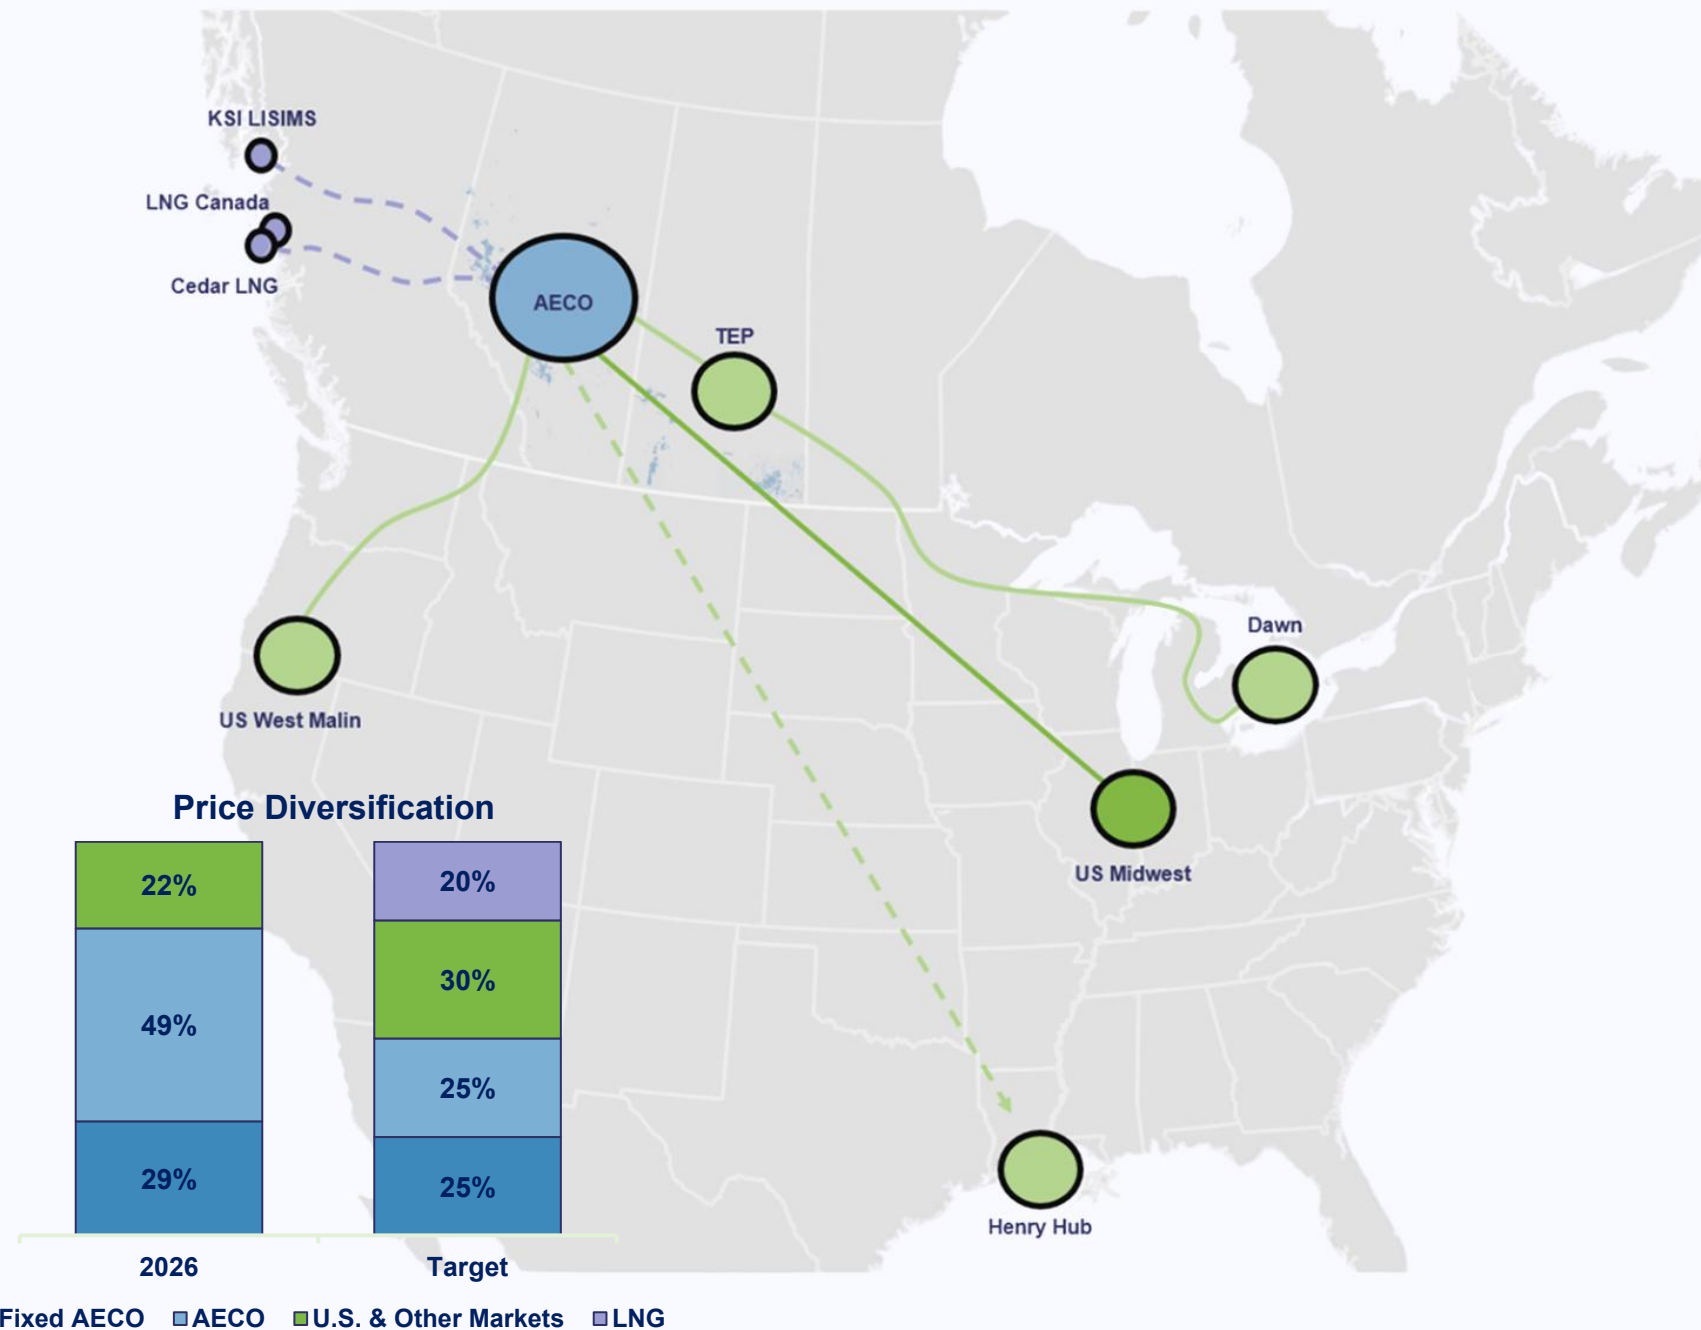 KSI LISIMS
LNG Canada
Cedar LNG
AECO
TEP
US West Malin
Dawn
US Midwest
Henry Hub
Price Diversification
22%
49%
29%
20%
30%
25%
25%
2026
Target
Fixed AECO AECO U.S. & Other Markets LNG